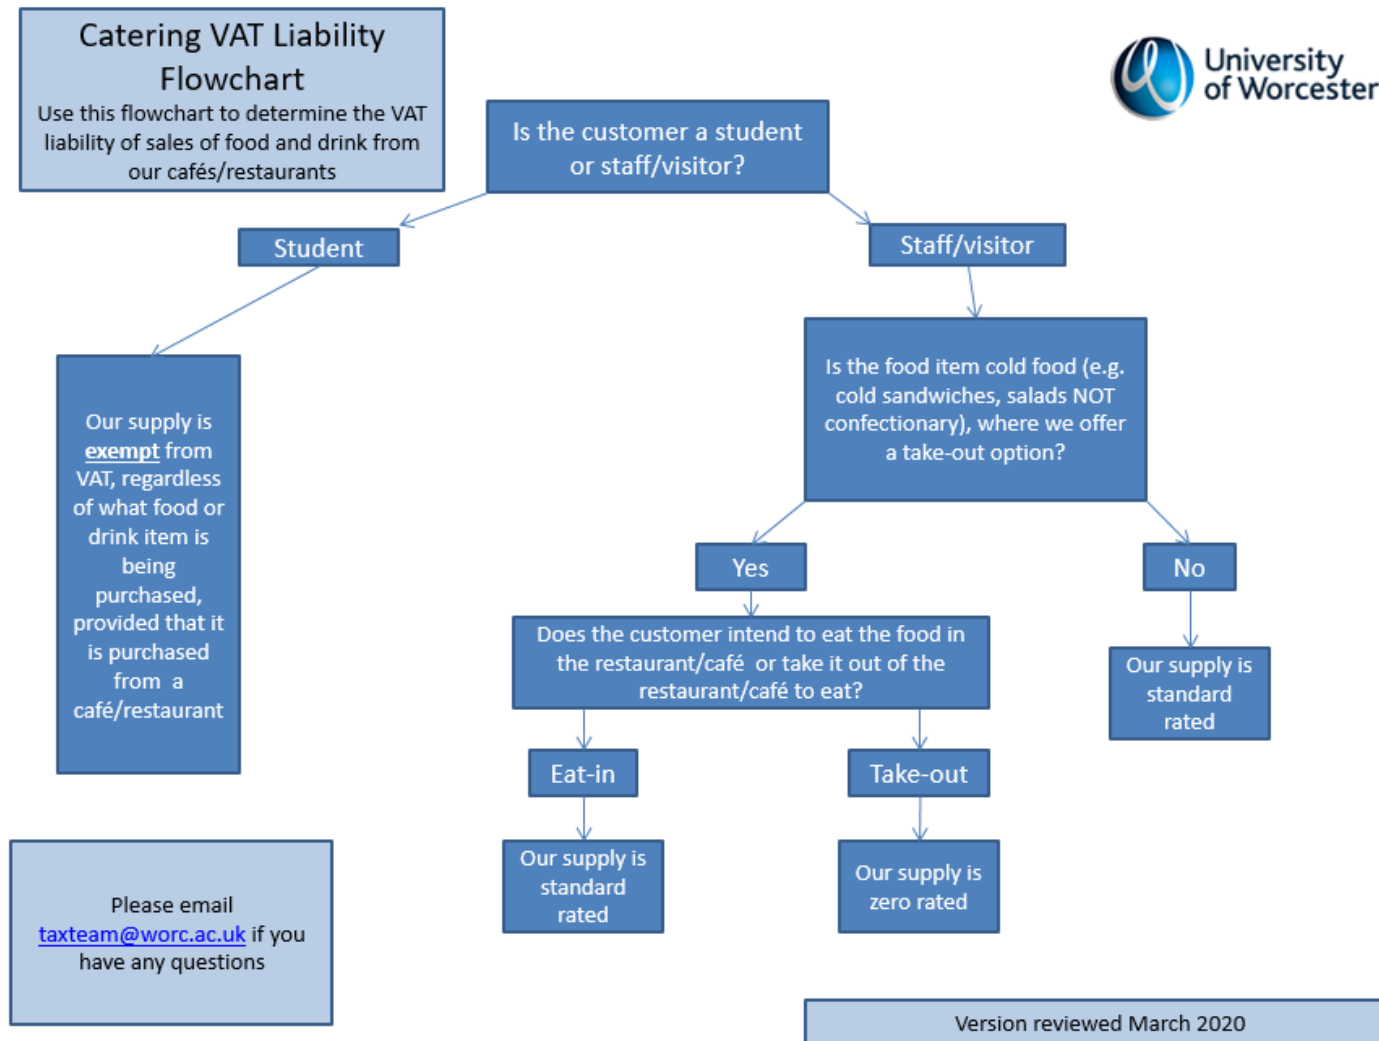 Catering VAT Liability
Flowchart
Use this flowchart to determine the VAT
liability of sales of food and drink from
our cafés/restaurants
University
of Worcester
Is the customer a student
or staff/visitor?
Student
Staff/visitor
Our supply is
exempt from
VAT, regardless
of what food or
drink item is
being
purchased,
provided that it
is purchased
from a
café/restaurant
Is the food item cold food (e.g.
cold sandwiches, salads NOT
confectionary), where we offer
a take-out option?
Yes
No
Does the customer intend to eat the food in
the restaurant/café or take it out of the
restaurant/café to eat?
Our supply is
standard
rated
Eat-in
Take-out
Our supply is
standard
rated
Our supply is
zero rated
Please email
taxteam@worc.ac.uk if you
have any questions
Version reviewed March 2020